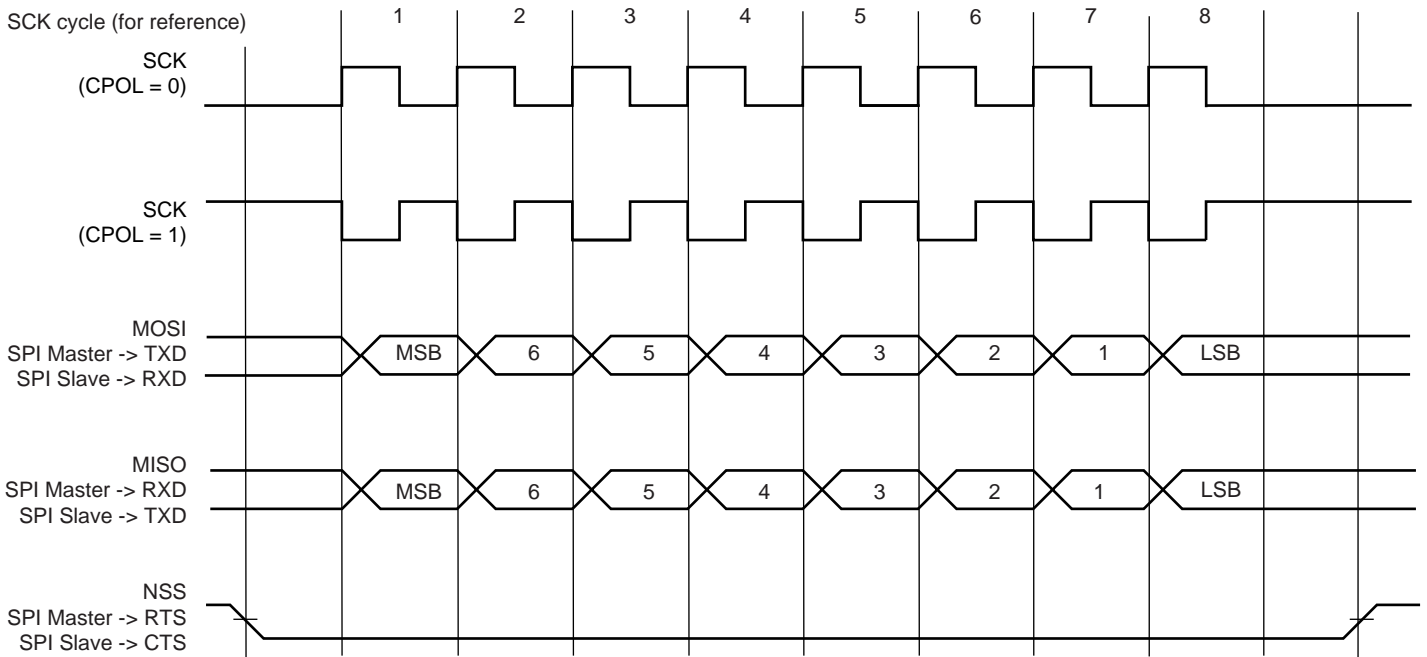 SCK cycle (for reference)
1 2 3 4 5 6 7 8
SCK
(CPOL = 0)
SCK
(CPOL = 1)
MOSI
SPI Master -> TXD
SPI Slave -> RXD
MSB 6 5 4 3 2 1 LSB
MISO
SPI Master -> RXD
SPI Slave -> TXD
MSB 6 5 4 3 2 1 LSB
NSS
SPI Master -> RTS
SPI Slave -> CTS